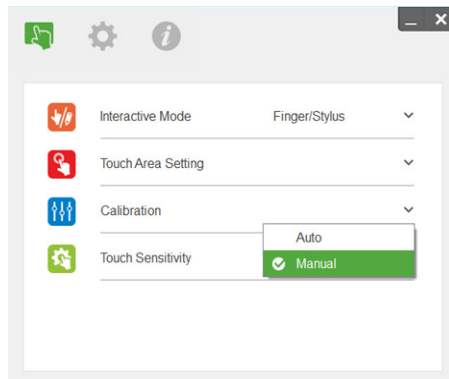 Interactive Mode Finger/Stylus
Touch Area Setting
Calibration
Auto
Touch Sensitivity
Manual